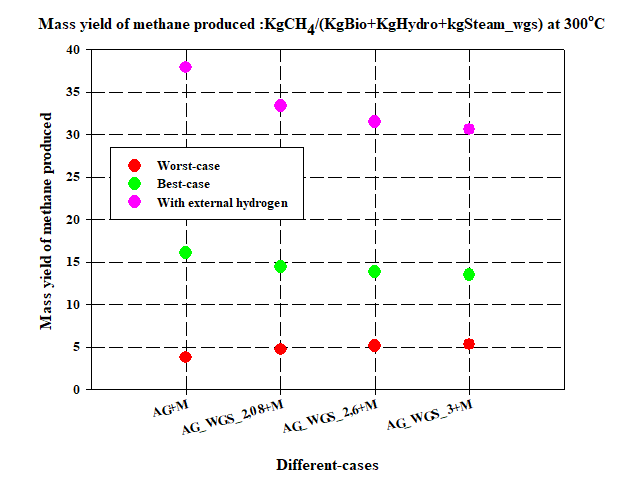 Mass yield of methane produced :KgCH4/(KgBio+KgHydro+kgSteam_wgs) at 300°C
40
35
30
25
20
15
10
5
0
Mass yield of methane produced
Worst-case
Best-case
With external hydrogen
AG+M
AG_WGS_2,08+M
AG_WGS_2,6+M
AG_WGS_3+M
Different-cases